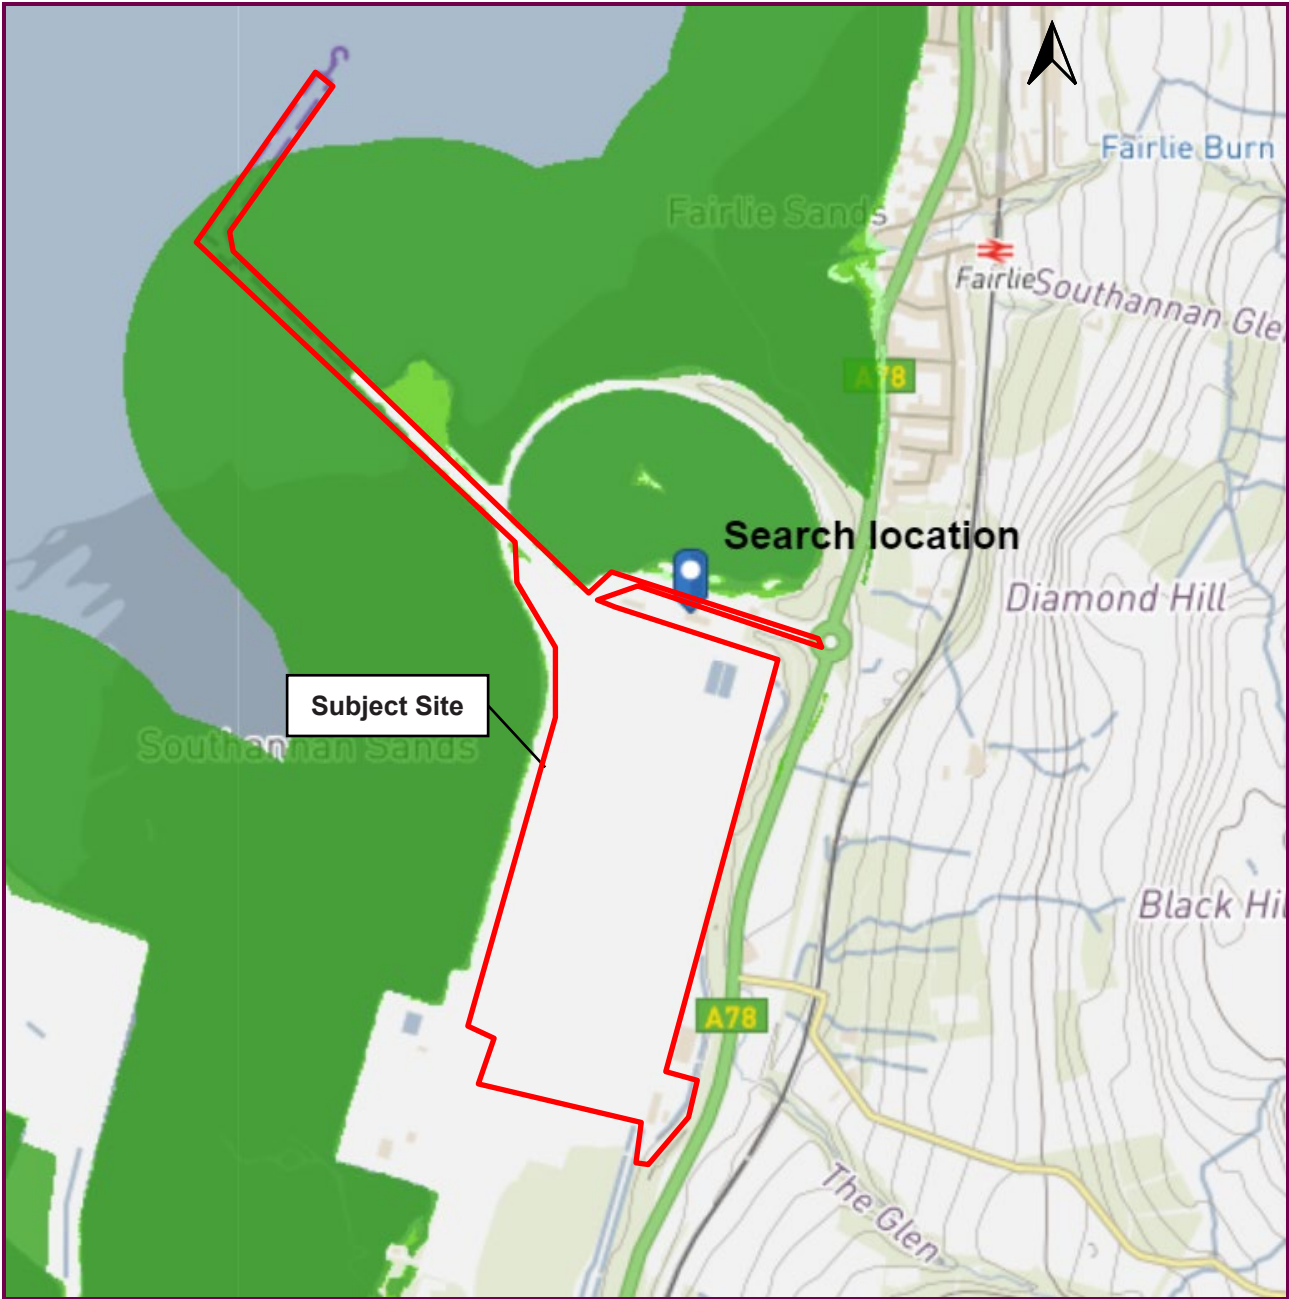 Fairlie Burn
Fairlie Sands
Fairlie
Southannan Gle
A78
Search location
Diamond Hill
Subject Site
Southannan Sands
Black Hi
A78
The Glen